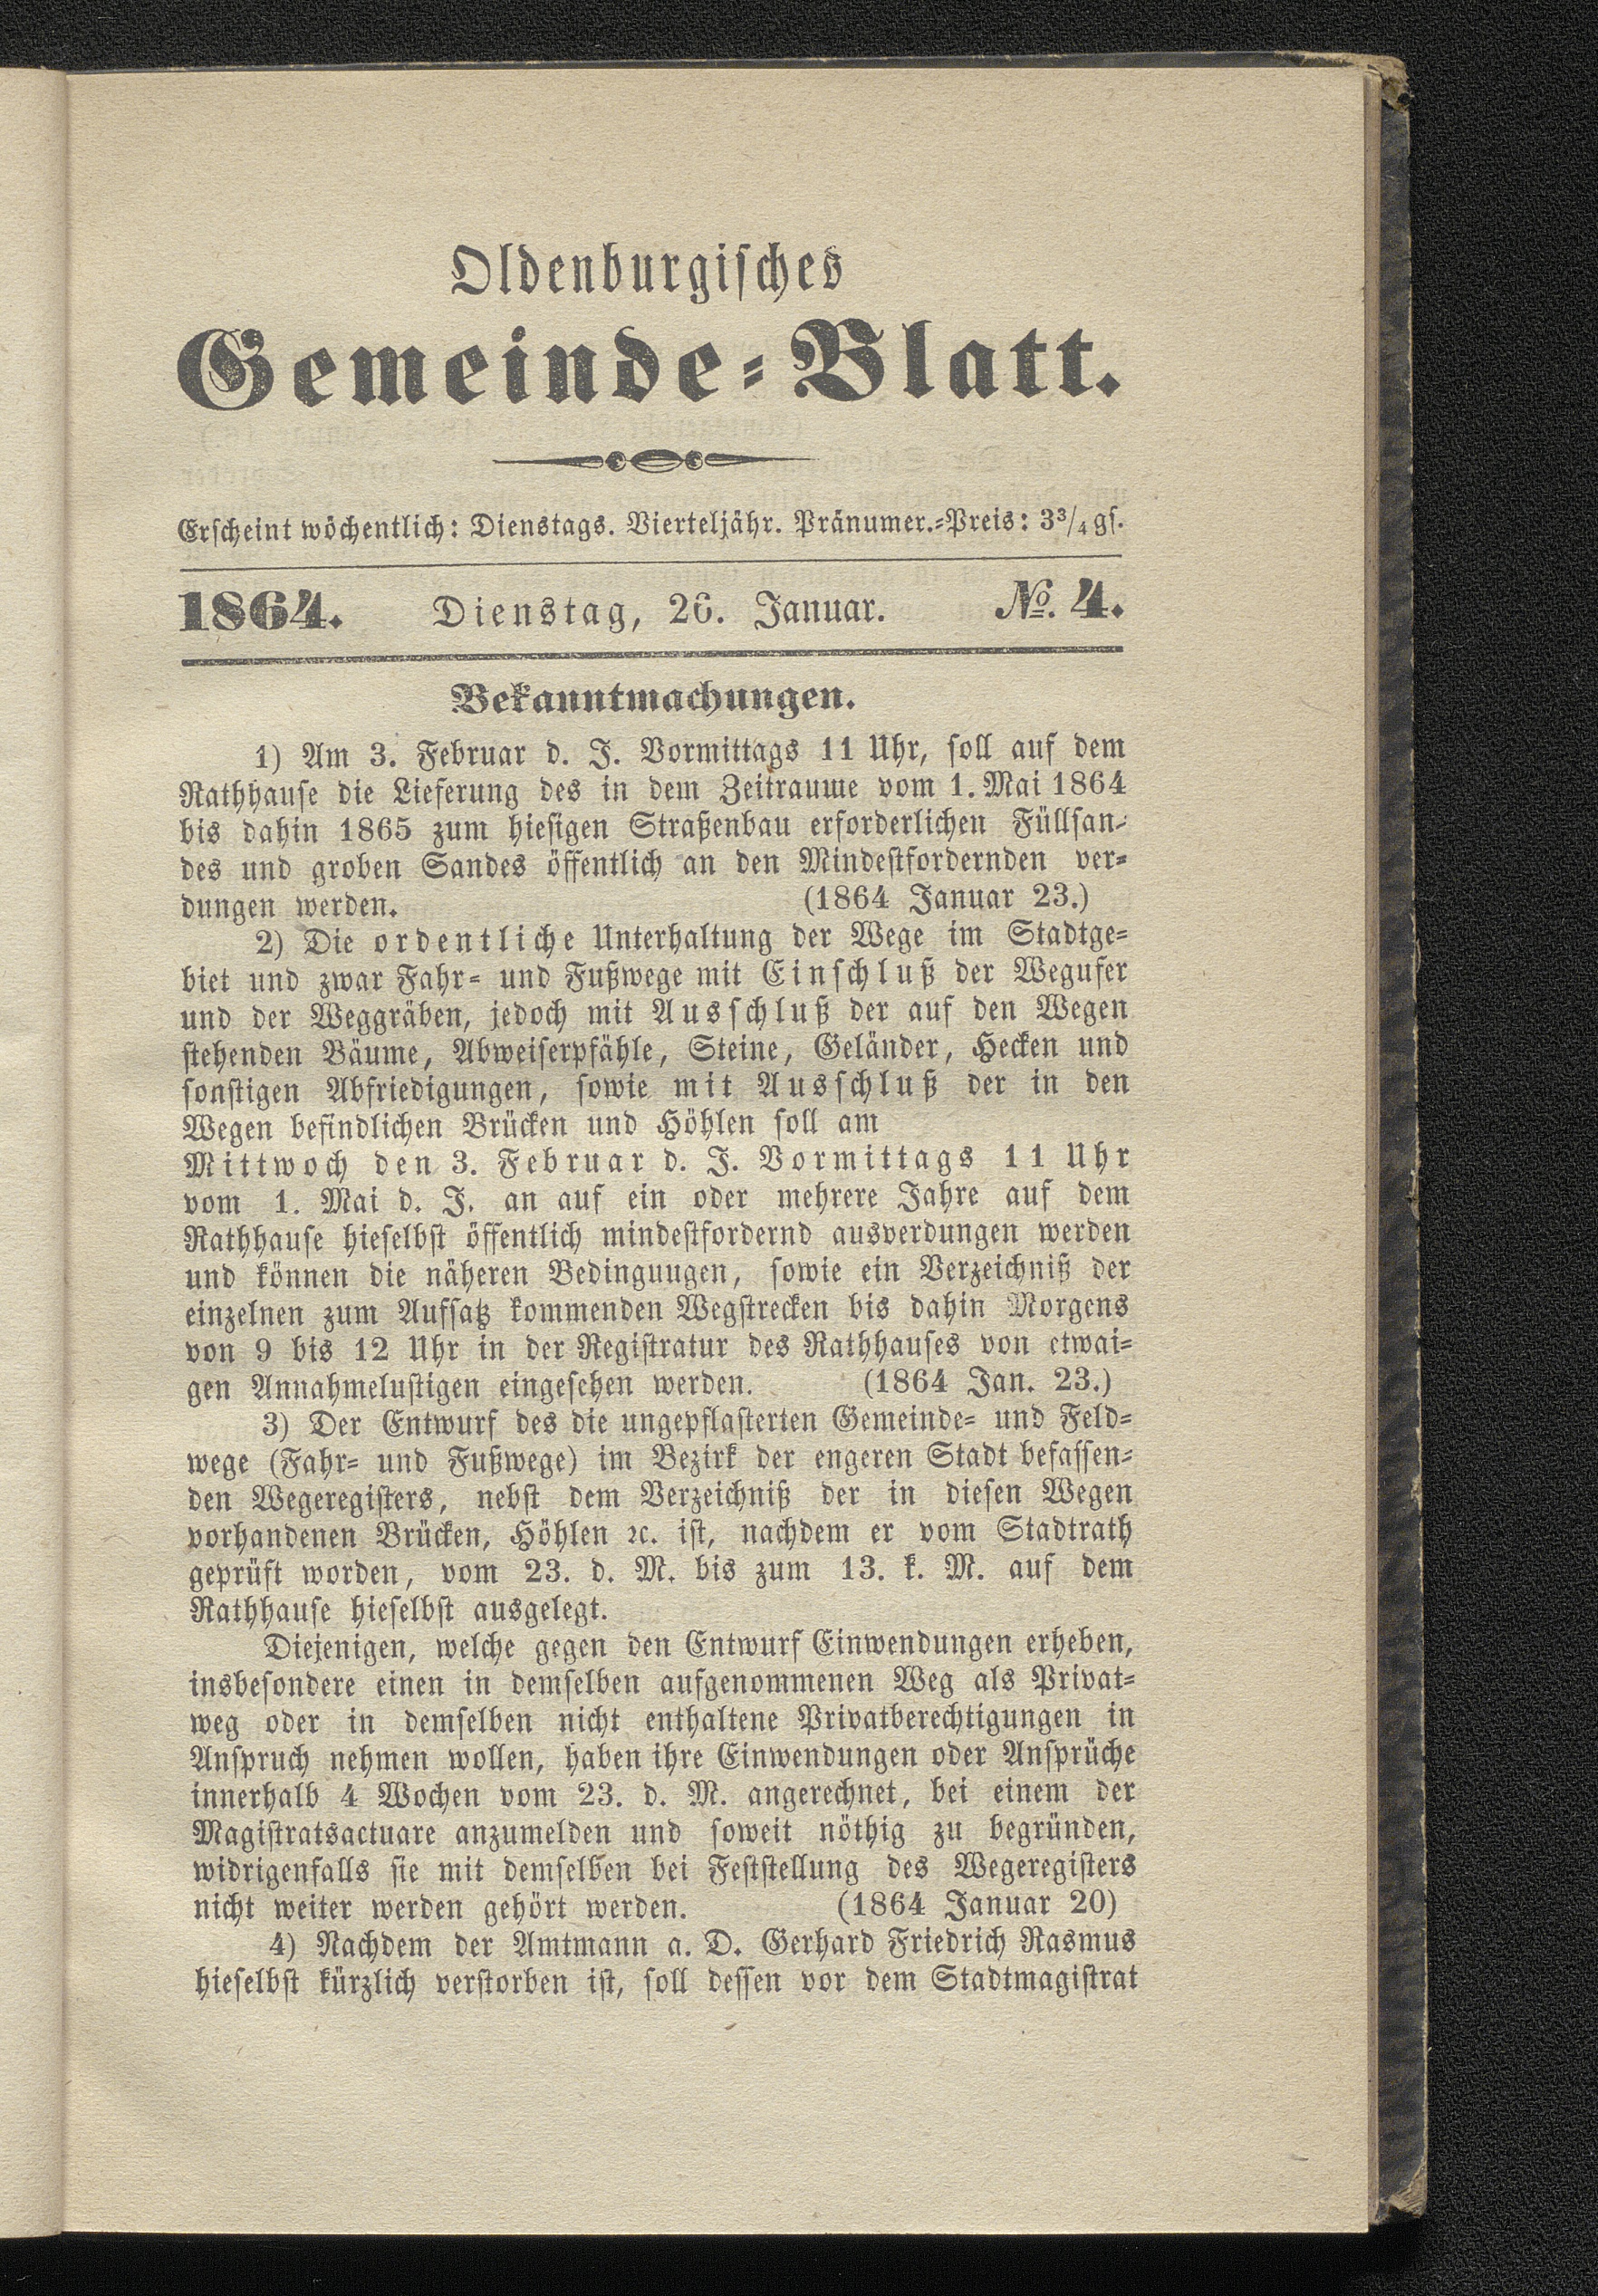 Oldenburgisches
Gemeinde-Blatt.
Erscheint wöchentlich: Dienstags. Vierteljähr. Pränumer.-Preis: 3³/₄ gs.
1864. Dienstag, 26. Januar. No. 4.
Bekanntmachungen.
1) Am 3. Februar d. J. Vormittags 11 Uhr, soll auf dem
Rathhause die Lieferung des in dem Zeitraume vom 1. Mai 1864
bis dahin 1865 zum hiesigen Straßenbau erforderlichen Füllsan-
des und groben Sandes öffentlich an den Mindestfordernden ver-
dungen werden. (1864 Januar 23.)
2) Die ordentliche Unterhaltung der Wege im Stadtge-
biet und zwar Fahr- und Fußwege mit Einschluß der Wegufer
und der Weggräben, jedoch mit Ausschluß der auf den Wegen
stehenden Bäume, Abweiserpfähle, Steine, Geländer, Hecken und
sonstigen Abfriedigungen, sowie mit Ausschluß der in den
Wegen befindlichen Brücken und Höhlen soll am
Mittwoch den 3. Februar d. J. Vormittags 11 Uhr
vom 1. Mai d. J. an auf ein oder mehrere Jahre auf dem
Rathhause hieselbst öffentlich mindestfordernd ausverdungen werden
und können die näheren Bedinguugen, sowie ein Verzeichniß der
einzelnen zum Aufsatz kommenden Wegstrecken bis dahin Morgens
von 9 bis 12 Uhr in der Registratur des Rathhauses von etwai-
gen Annahmelustigen eingesehen werden. (1864 Jan. 23.)
3) Der Entwurf des die ungepflasterten Gemeinde- und Feld-
wege (Fahr- und Fußwege) im Bezirk der engeren Stadt befassen-
den Wegeregisters, nebst dem Verzeichniß der in diesen Wegen
vorhandenen Brücken, Höhlen ꝛc. ist, nachdem er vom Stadtrath
geprüft worden, vom 23. d. M. bis zum 13. k. M. auf dem
Rathhause hieselbst ausgelegt.
Diejenigen, welche gegen den Entwurf Einwendungen erheben,
insbesondere einen in demselben aufgenommenen Weg als Privat-
weg oder in demselben nicht enthaltene Privatberechtigungen in
Anspruch nehmen wollen, haben ihre Einwendungen oder Ansprüche
innerhalb 4 Wochen vom 23. d. M. angerechnet, bei einem der
Magistratsactuare anzumelden und soweit nöthig zu begründen,
widrigenfalls sie mit demselben bei Feststellung des Wegeregisters
nicht weiter werden gehört werden. (1864 Januar 20)
4) Nachdem der Amtmann a. D. Gerhard Friedrich Rasmus
hieselbst kürzlich verstorben ist, soll dessen vor dem Stadtmagistrat